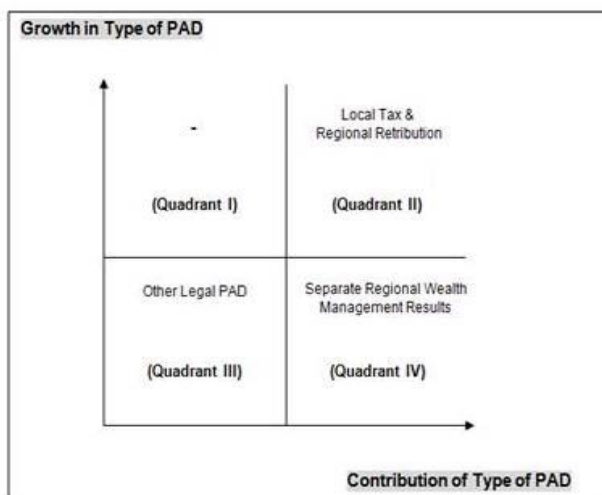 Growth in Type of PAD
-
Local Tax &
Regional Retribution
(Quadrant I)
(Quadrant II)
Other Legal PAD
Separate Regional Wealth
Management Results
(Quadrant III)
(Quadrant IV)
Contribution of Type of PAD